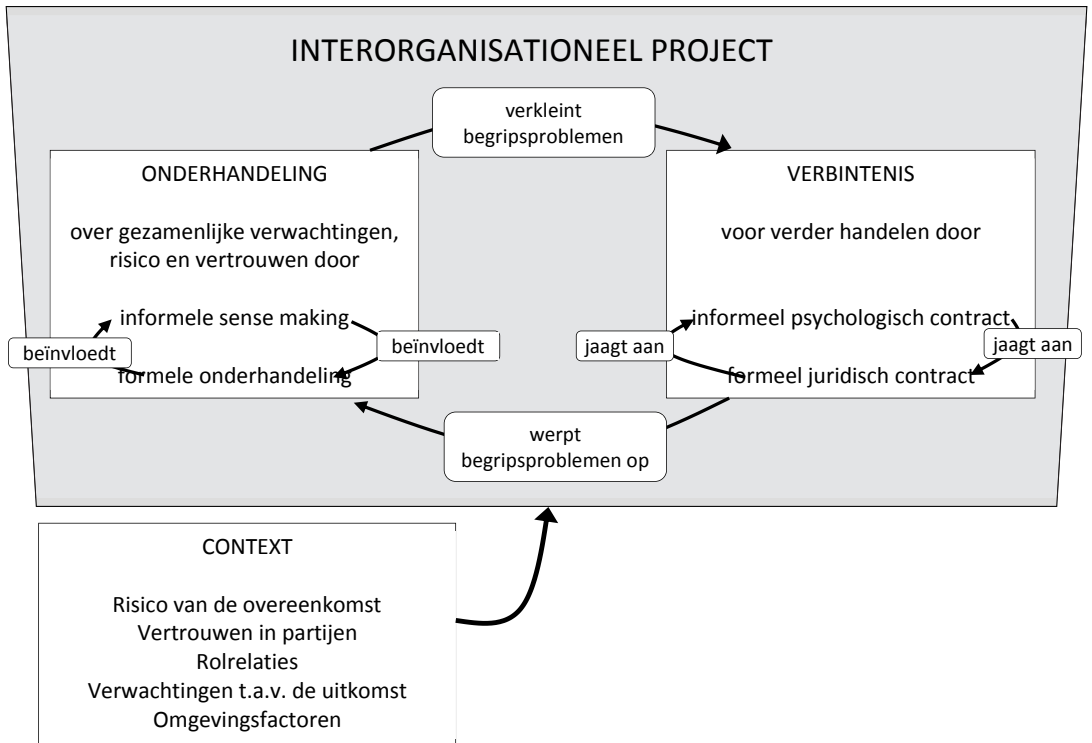 INTERORGANISATIONEEL PROJECT
verkleint
begripsproblemen
ONDERHANDELING
over gezamenlijke verwachtingen,
risico en vertrouwen door
informele sense making
beïnvloedt
beïnvloedt
formele onderhandeling
VERBINTENIS
voor verder handelen door
informeel psychologisch contract
jaagt aan
jaagt aan
formeel juridisch contract
werpt
begripsproblemen op
CONTEXT
Risico van de overeenkomst
Vertrouwen in partijen
Rolrelaties
Verwachtingen t.a.v. de uitkomst
Omgevingsfactoren